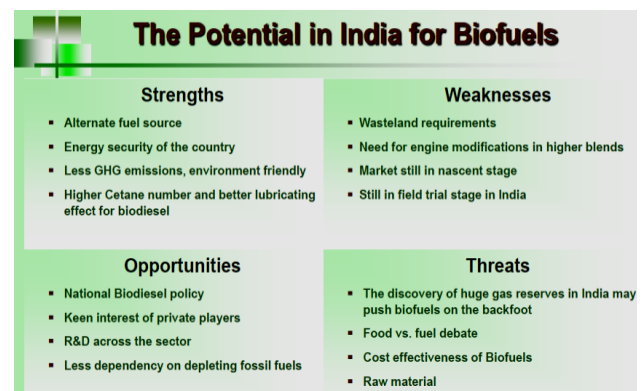 The Potential in India for Biofuels
Strengths
▪ Alternate fuel source
▪ Energy security of the country
▪ Less GHG emissions, environment friendly
▪ Higher Cetane number and better lubricating
effect for biodiesel
Weaknesses
▪ Wasteland requirements
▪ Need for engine modifications in higher blends
▪ Market still in nascent stage
▪ Still in field trial stage in India
Opportunities
▪ National Biodiesel policy
▪ Keen interest of private players
▪ R&D across the sector
▪ Less dependency on depleting fossil fuels
Threats
▪ The discovery of huge gas reserves in India may
push biofuels on the backfoot
▪ Food vs. fuel debate
▪ Cost effectiveness of Biofuels
▪ Raw material